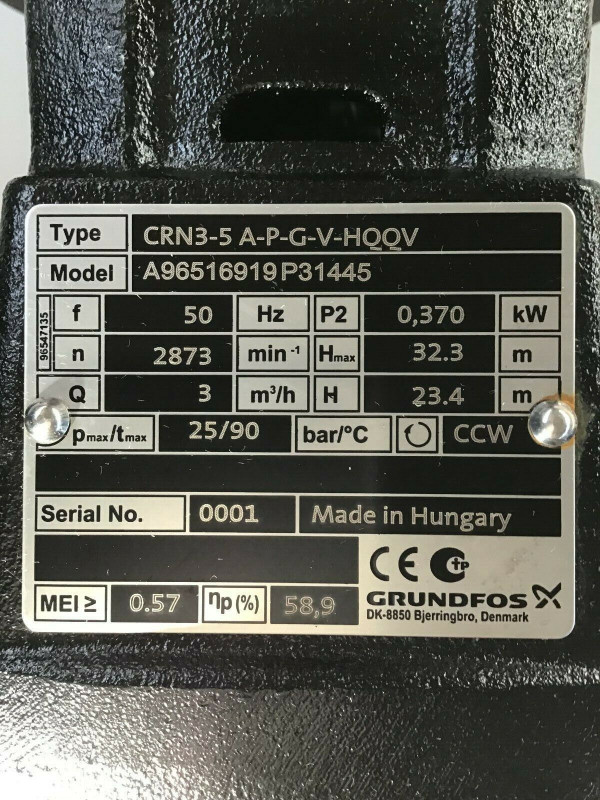 Type CRN3-5 A-P-G-V-HQQV
Model A96516919P31445
96547135
f 50 Hz P2 0,370 kW
n 2873 min⁻¹ Hmax 32.3 m
Q 3 m³/h H 23.4 m
pmax/tmax 25/90 bar/°C CCW
Serial No. 0001 Made in Hungary
CE тр
MEI ≥ 0.57 ηp (%) 58,9
GRUNDFOS
DK-8850 Bjerringbro, Denmark